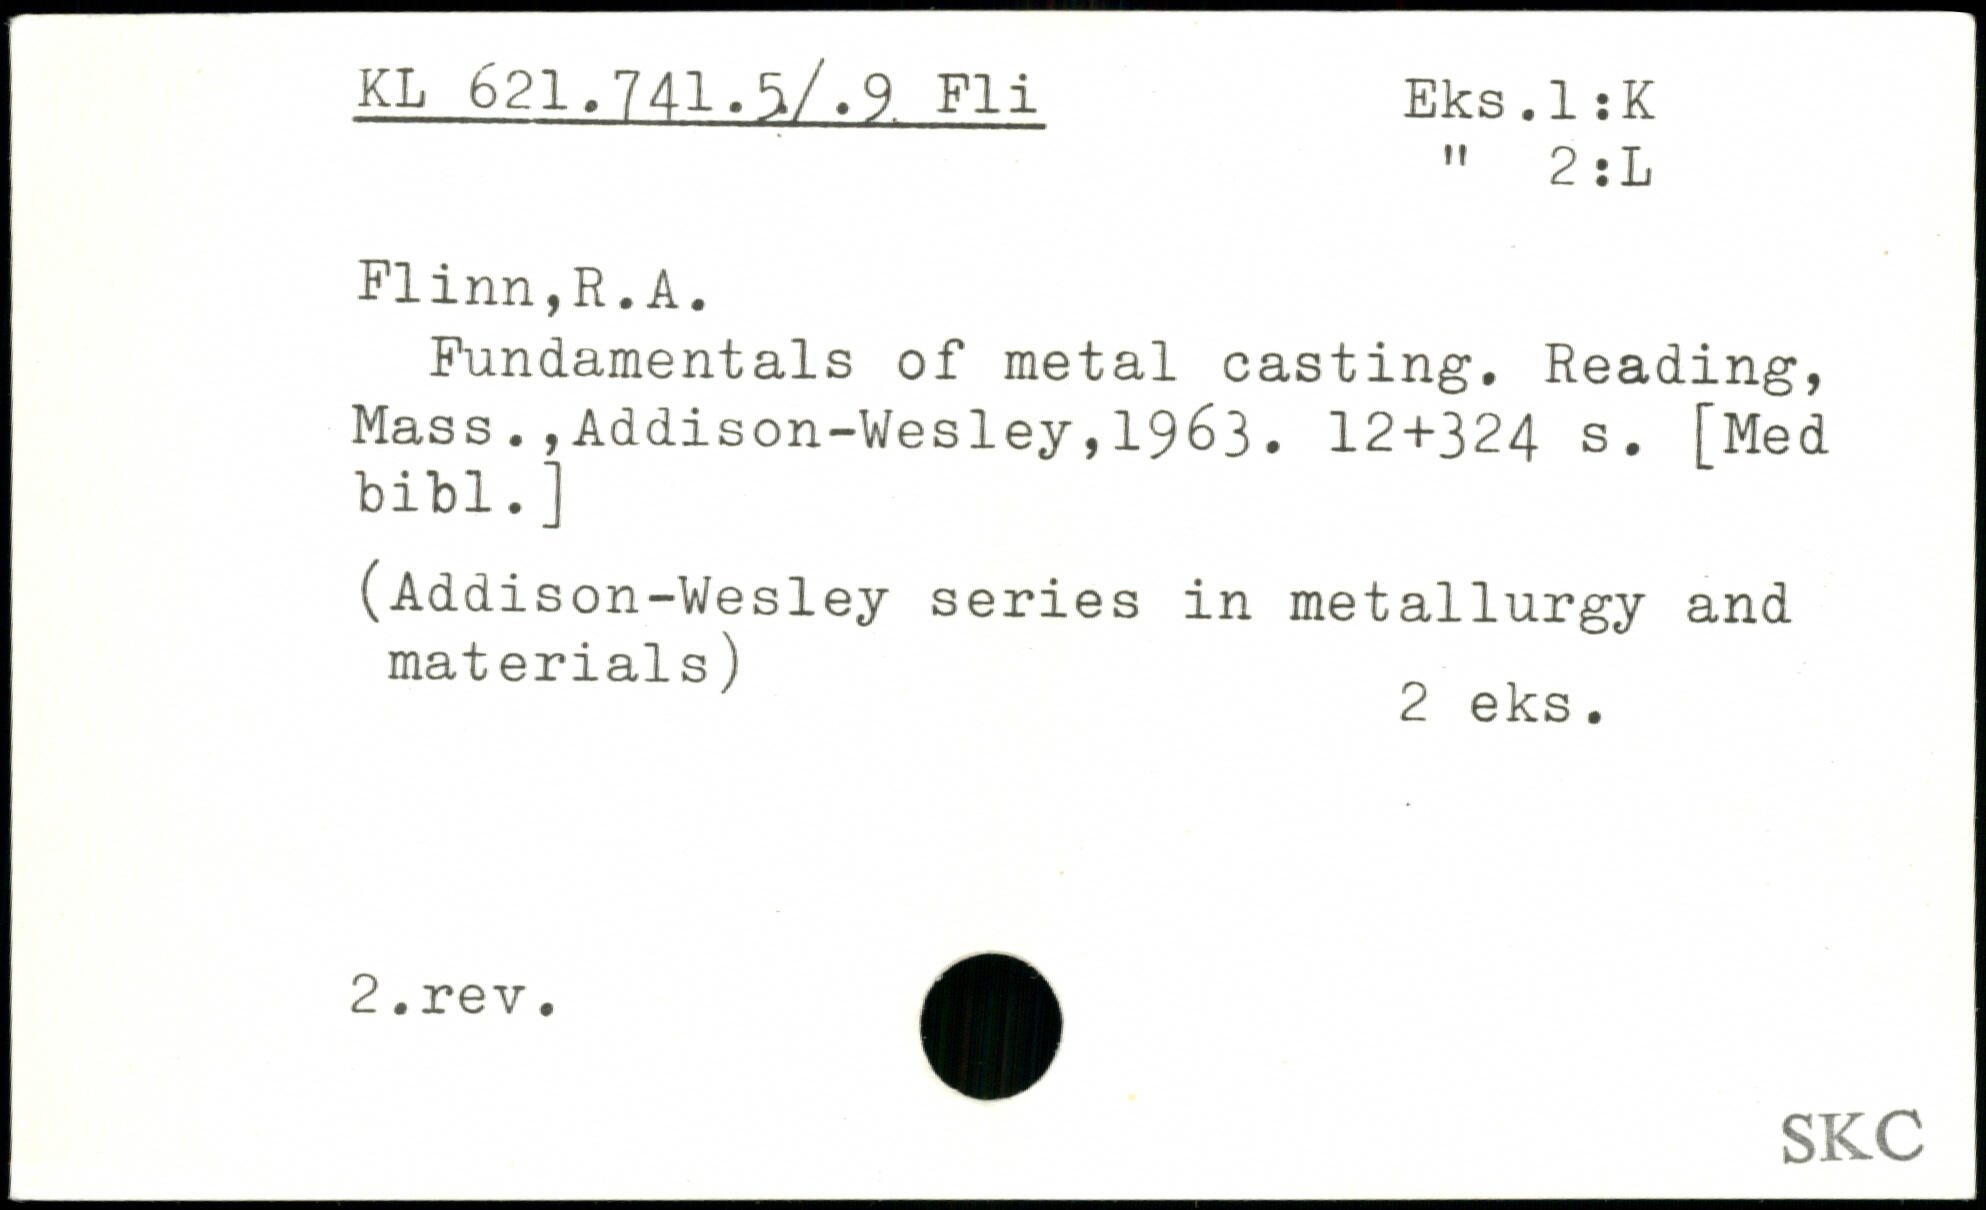 KL 621.741.5/.9 Fli
Eks.1:K
" 2:L
Flinn,R.A.
Fundamentals of metal casting. Reading,
Mass.,Addison-Wesley,1963. 12+324 s. [Med
bibl.]
(Addison-Wesley series in metallurgy and
materials)
2 eks.
2.rev.
SKC